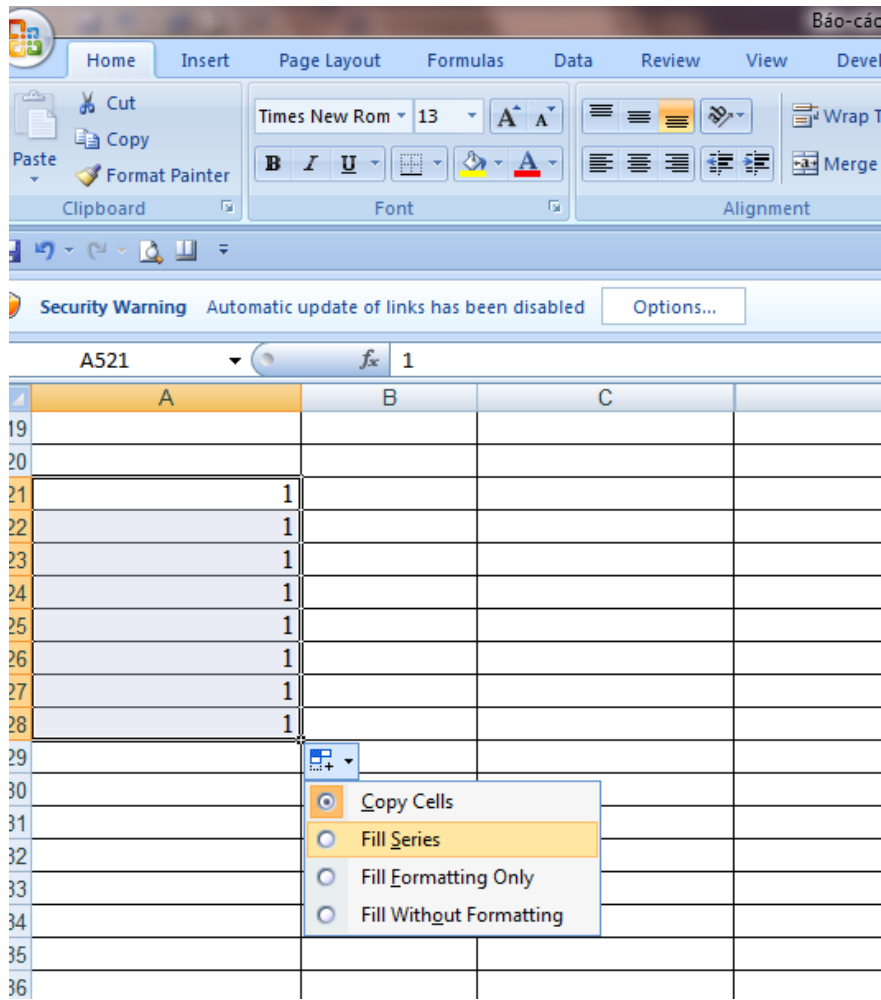 Báo-các
Home Insert Page Layout Formulas Data Review View Devel
Cut
Copy
Format Painter
Paste
Times New Rom 13 A A
B I U A
Wrap T
Merge
Clipboard Font Alignment
Security Warning Automatic update of links has been disabled Options...
A521 fx 1
A B C
19
20
21 1
22 1
23 1
24 1
25 1
26 1
27 1
28 1
29
30
Copy Cells
31
Fill Series
32
Fill Formatting Only
33
Fill Without Formatting
34
35
36